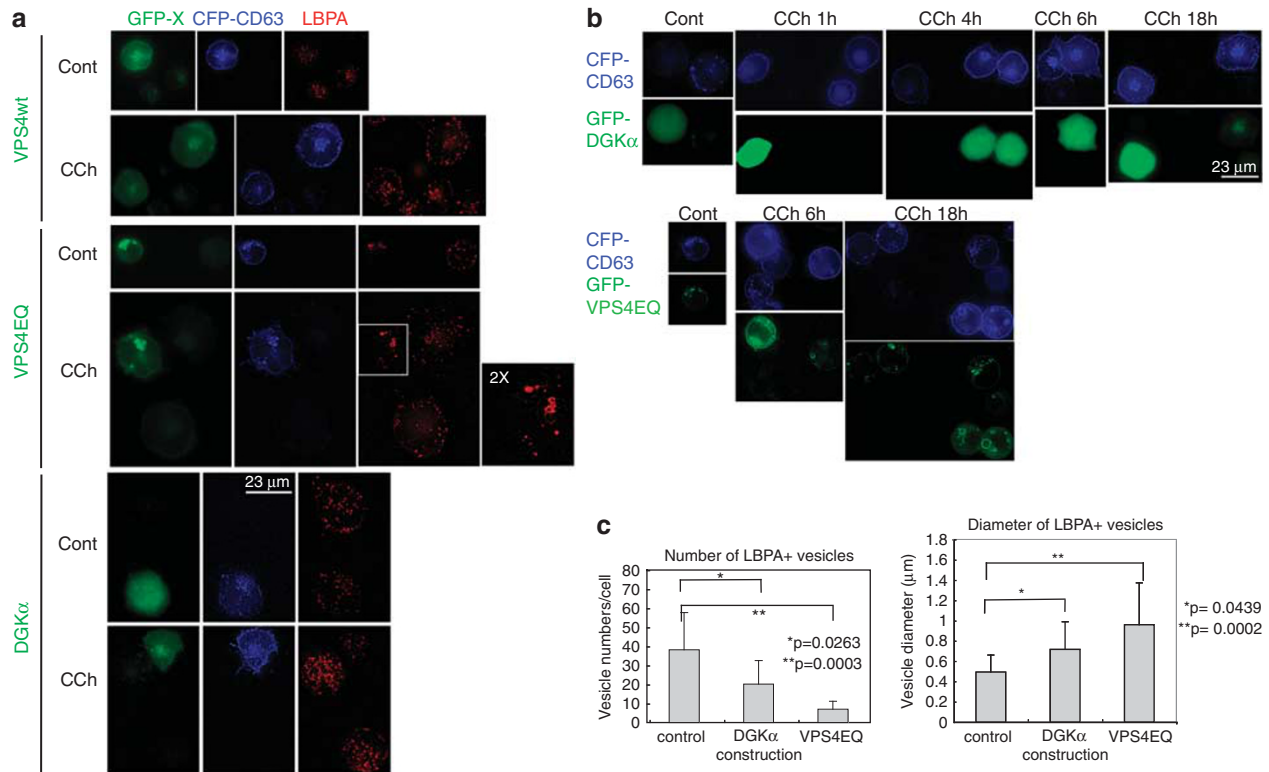 a
GFP-X CFP-CD63 LBPA
VPS4wt
Cont
CCh
VPS4EQ
Cont
CCh
2X
DGKα
23 μm
Cont
CCh
b
Cont CCh 1h CCh 4h CCh 6h CCh 18h
CFP-
CD63
GFP-
DGKα
23 μm
Cont CCh 6h CCh 18h
CFP-
CD63
GFP-
VPS4EQ
c
Number of LBPA+ vesicles
Vesicle numbers/cell
80
70
60
50
40
30
20
10
0
*
**
*p=0.0263
**p=0.0003
control DGKα VPS4EQ
construction
Diameter of LBPA+ vesicles
Vesicle diameter (μm)
1.8
1.6
1.4
1.2
1
0.8
0.6
0.4
0.2
0
**
*
*p= 0.0439
**p= 0.0002
control DGKα VPS4EQ
construction